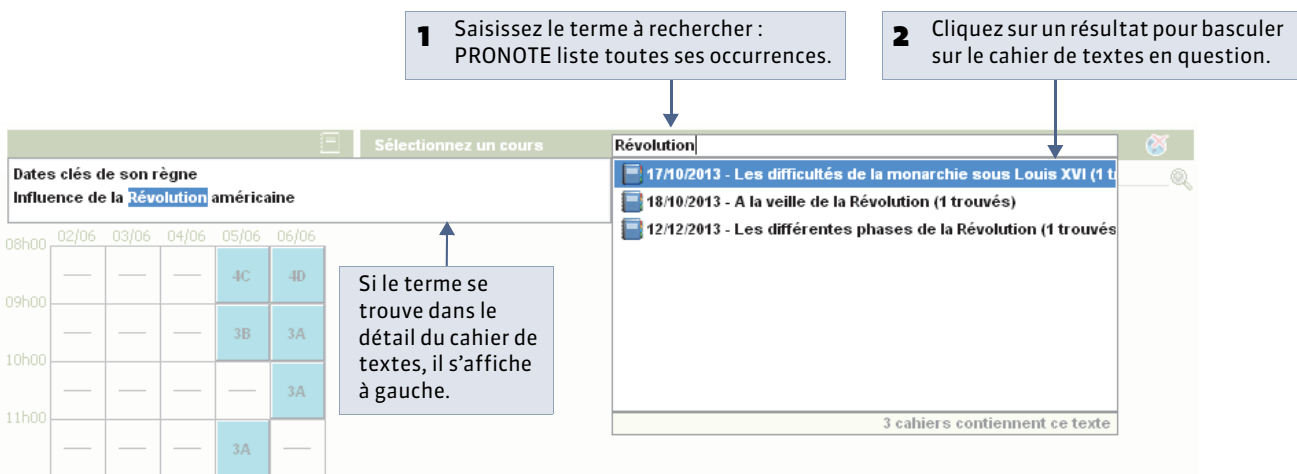 1 Saisissez le terme à rechercher :
PRONOTE liste toutes ses occurrences.
2 Cliquez sur un résultat pour basculer
sur le cahier de textes en question.
Sélectionnez un cours
Révolution
Dates clés de son règne
Influence de la Révolution américaine
17/10/2013 - Les difficultés de la monarchie sous Louis XVI (1 t
18/10/2013 - A la veille de la Révolution (1 trouvés)
12/12/2013 - Les différentes phases de la Révolution (1 trouvés
02/06 03/06 04/06 05/06 06/06
08h00
4C 4D
09h00
3B 3A
10h00
3A
11h00
3A
Si le terme se
trouve dans le
détail du cahier de
textes, il s’affiche
à gauche.
3 cahiers contiennent ce texte